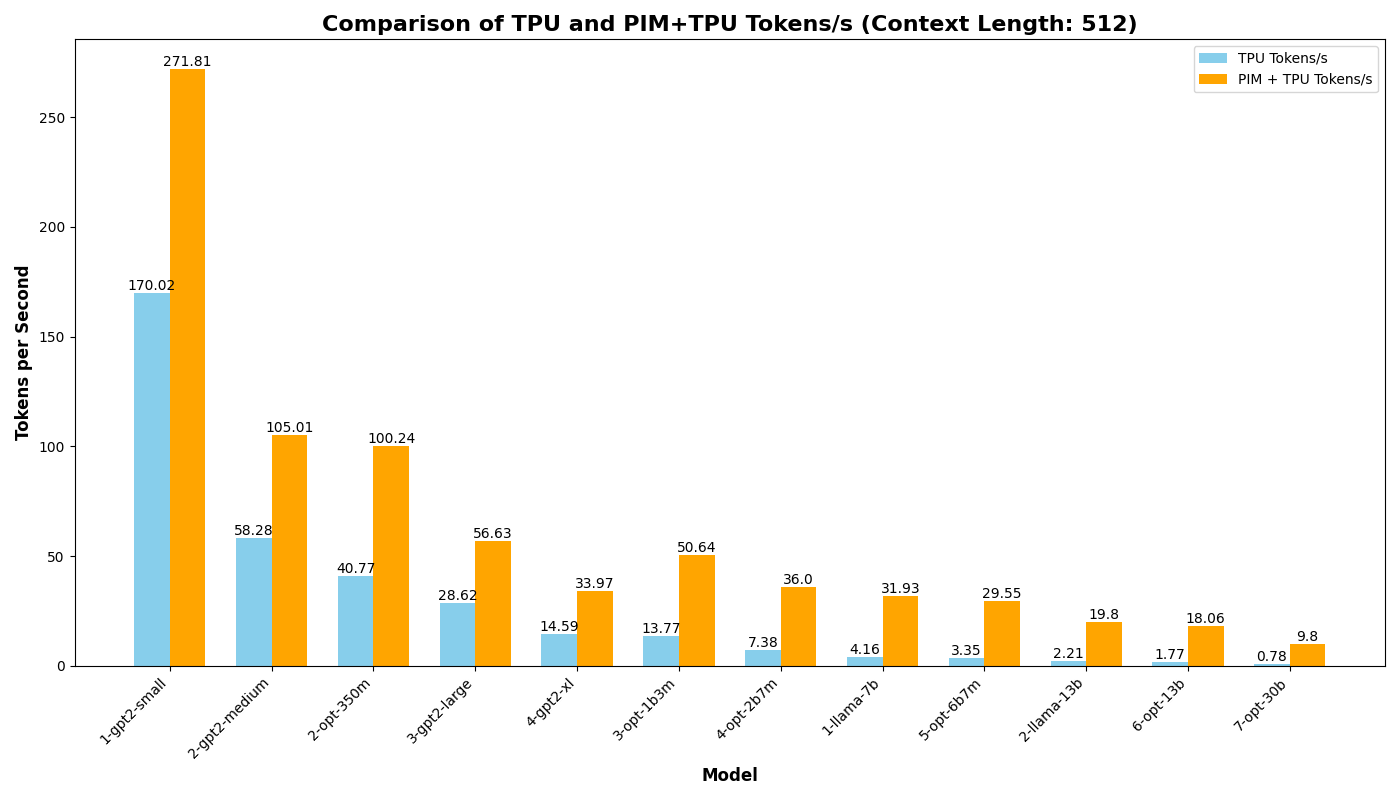 Comparison of TPU and PIM+TPU Tokens/s (Context Length: 512)
TPU Tokens/s
PIM + TPU Tokens/s
Tokens per Second
250
200
150
100
50
0
170.02
271.81
58.28
105.01
40.77
100.24
28.62
56.63
14.59
33.97
13.77
50.64
7.38
36.0
4.16
31.93
3.35
29.55
2.21
19.8
1.77
18.06
0.78
9.8
1-gpt2-small
2-gpt2-medium
2-opt-350m
3-gpt2-large
4-gpt2-xl
3-opt-1b3m
4-opt-2b7m
1-llama-7b
5-opt-6b7m
2-llama-13b
6-opt-13b
7-opt-30b
Model